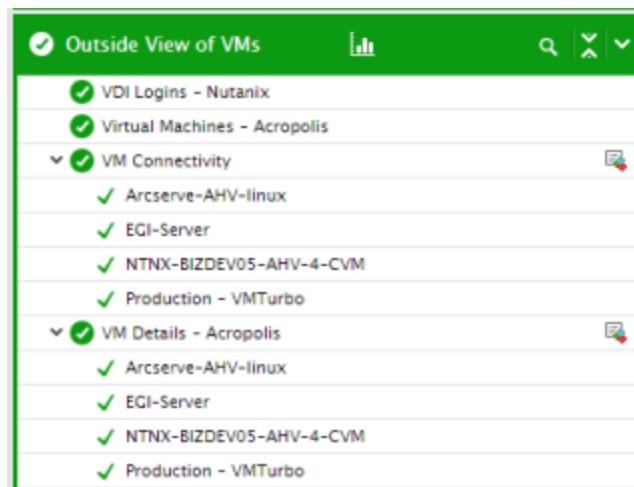 Outside View of VMs
VDI Logins - Nutanix
Virtual Machines - Acropolis
VM Connectivity
Arcserve-AHV-linux
EGI-Server
NTNX-BIZDEV05-AHV-4-CVM
Production - VMTurbo
VM Details - Acropolis
Arcserve-AHV-linux
EGI-Server
NTNX-BIZDEV05-AHV-4-CVM
Production - VMTurbo